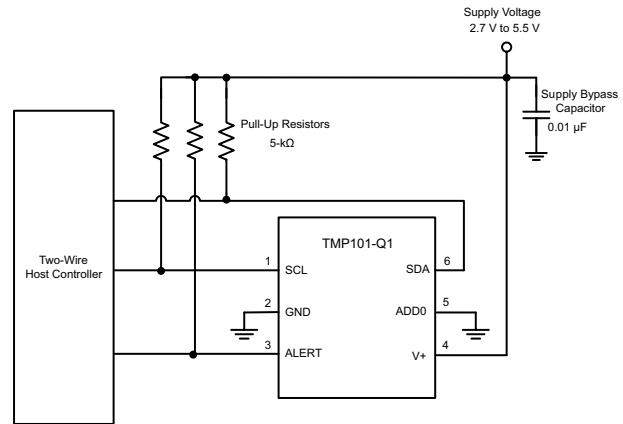 Supply Voltage
2.7 V to 5.5 V
Supply Bypass
Capacitor
0.01 µF
Pull-Up Resistors
5-kΩ
Two-Wire
Host Controller
TMP101-Q1
1
SCL
SDA
6
2
GND
ADD0
5
3
ALERT
V+
4